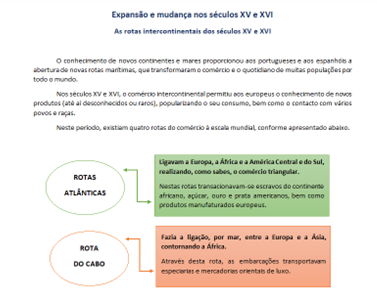 Expansão e mudança nos séculos XV e XVI
As rotas intercontinentais dos séculos XV e XVI
O conhecimento de novos continentes e mares proporcionou aos portugueses e aos espanhóis a
abertura de novas rotas marítimas, que transformaram o comércio e o quotidiano de muitas populações por
todo o mundo.
Nos séculos XV e XVI, o comércio intercontinental permitiu aos europeus o conhecimento de novos
produtos (até aí desconhecidos ou raros), popularizando o seu consumo, bem como o contacto com vários
povos e raças.
Neste período, existiam quatro rotas do comércio à escala mundial, conforme apresentado abaixo.
ROTAS
ATLÂNTICAS
Ligavam a Europa, a África e a América Central e do Sul,
realizando, como sabes, o comércio triangular.
Nestas rotas transacionavam-se escravos do continente
africano, açúcar, ouro e prata americanos, bem como
produtos manufaturados europeus.
ROTA
DO CABO
Fazia a ligação, por mar, entre a Europa e a Ásia,
contornando a África.
Através desta rota, as embarcações transportavam
especiarias e mercadorias orientais de luxo.